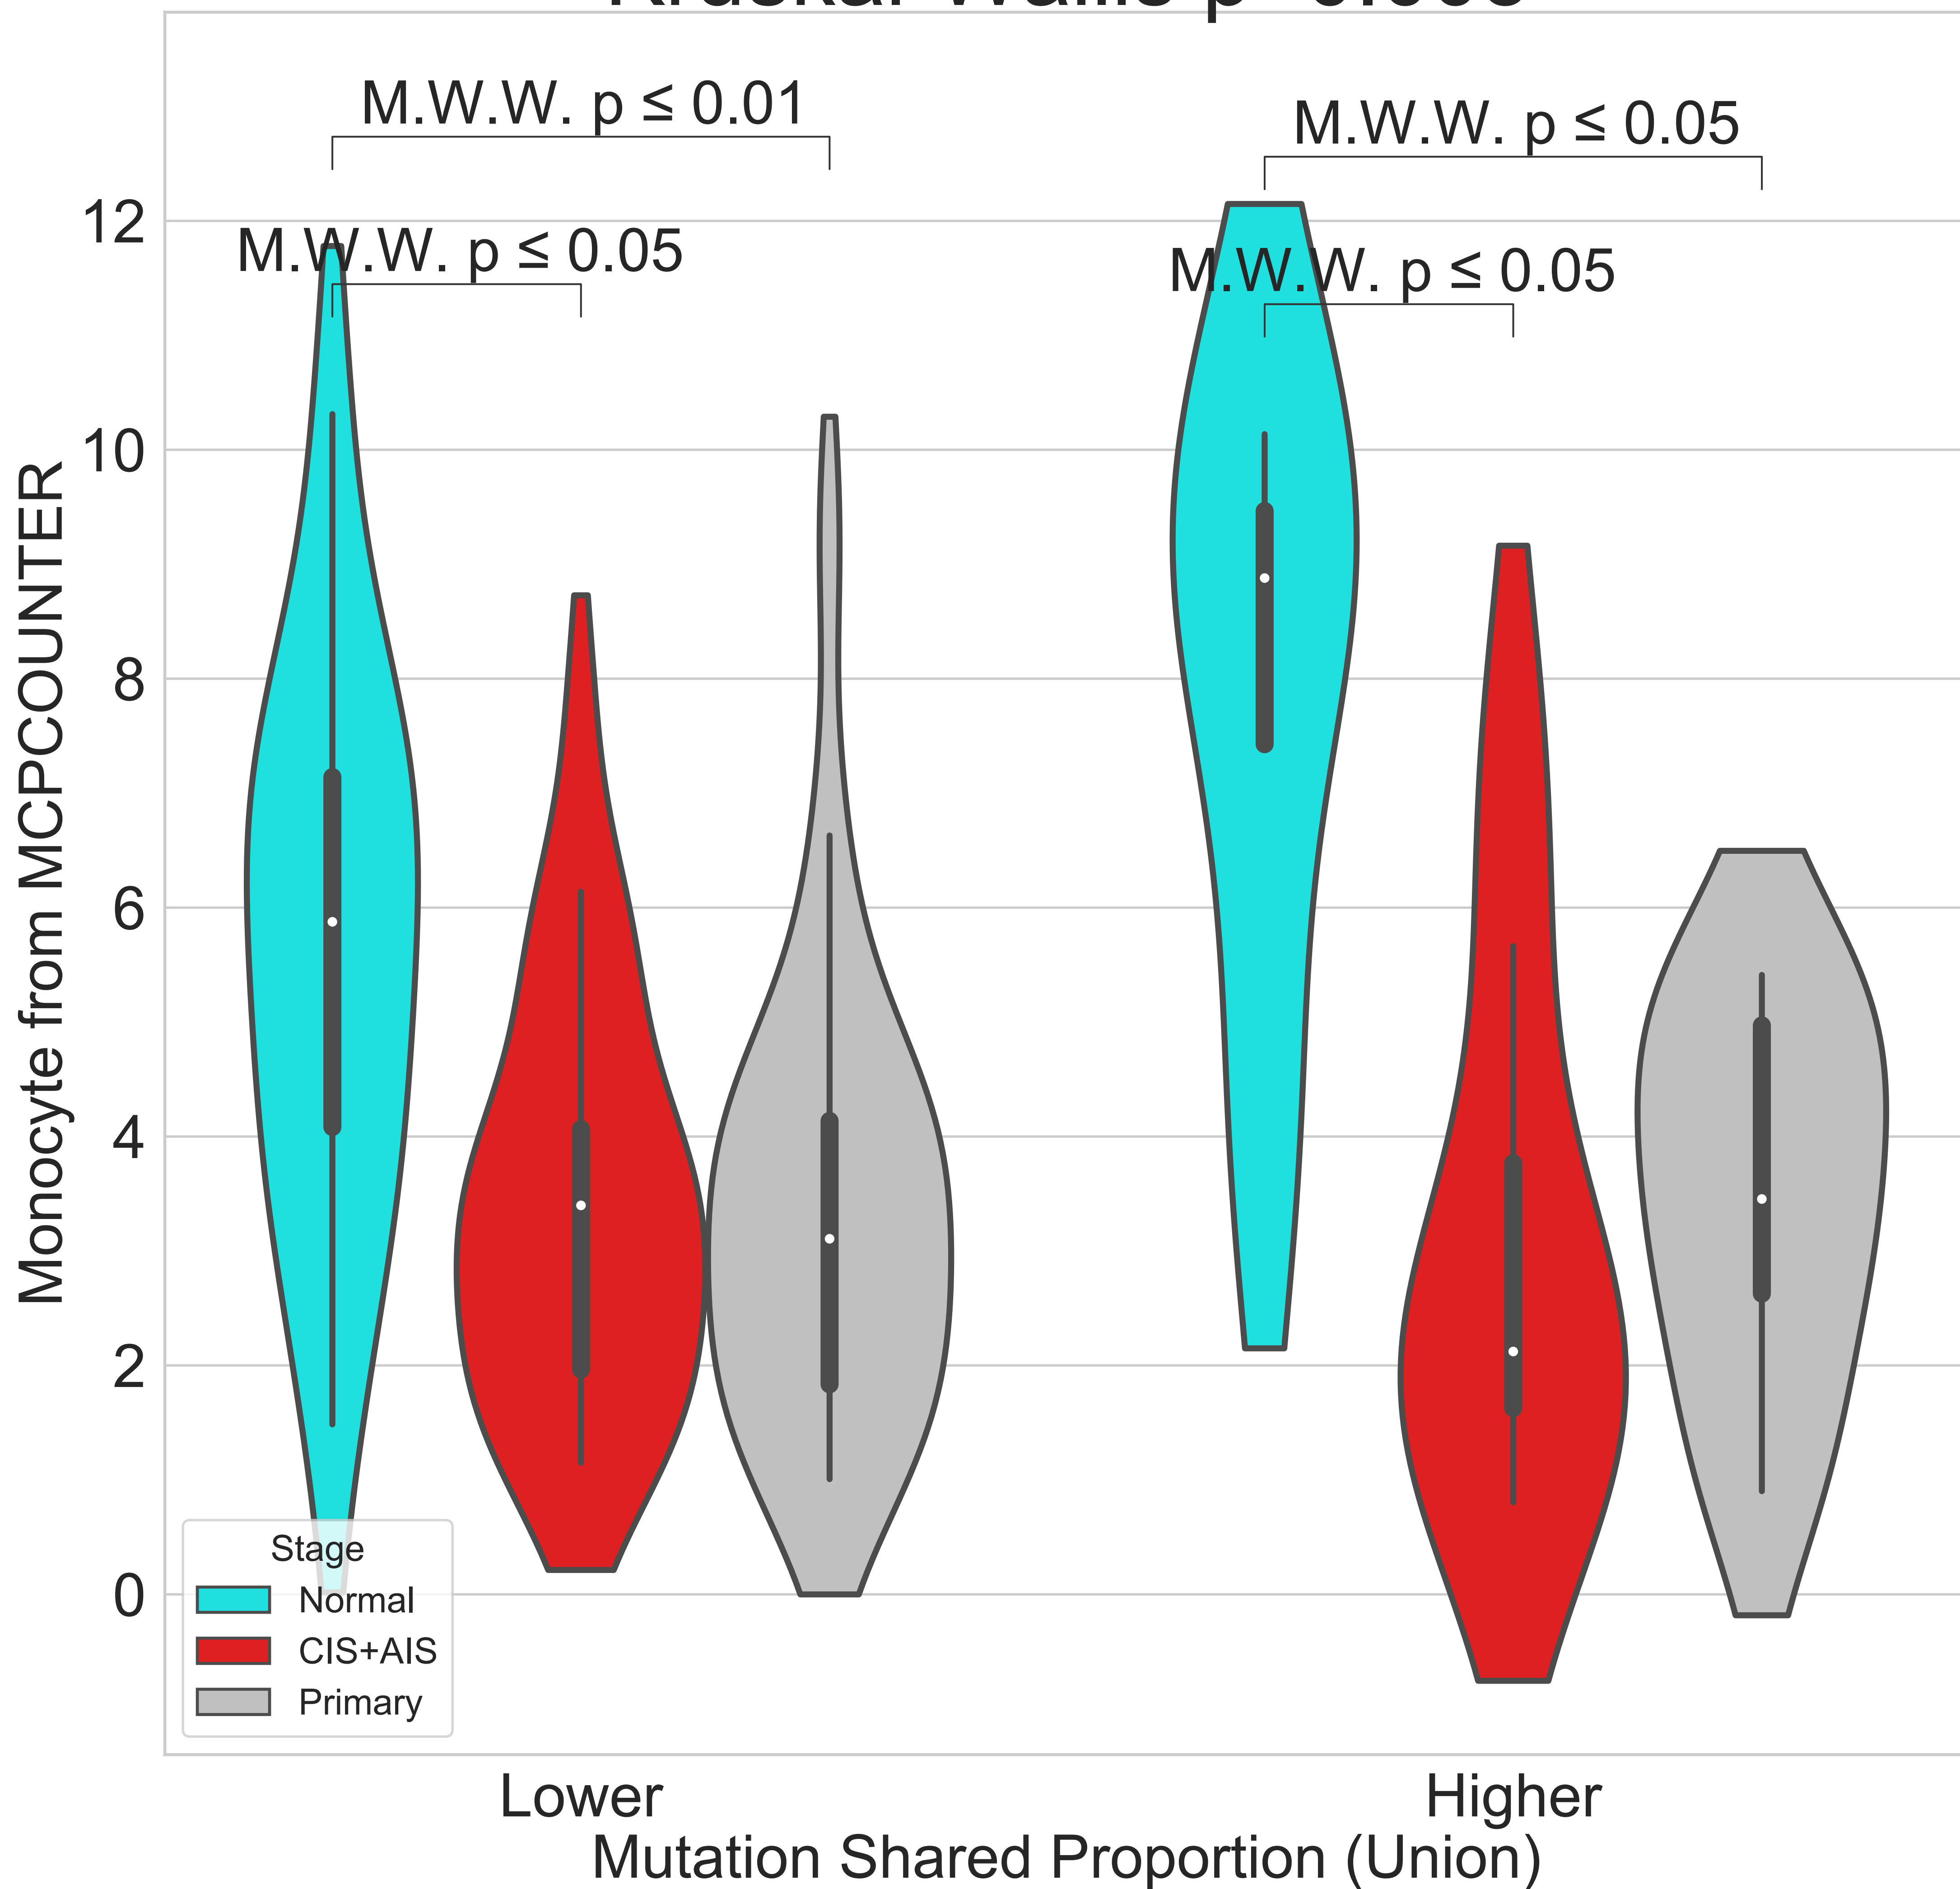 M.W.W. p ≤ 0.01
M.W.W. p ≤ 0.05
M.W.W. p ≤ 0.05
M.W.W. p ≤ 0.05
12
10
8
6
4
2
0
Monocyte from MCPCOUNTER
Stage
Normal
CIS+AIS
Primary
Lower
Higher
Mutation Shared Proportion (Union)